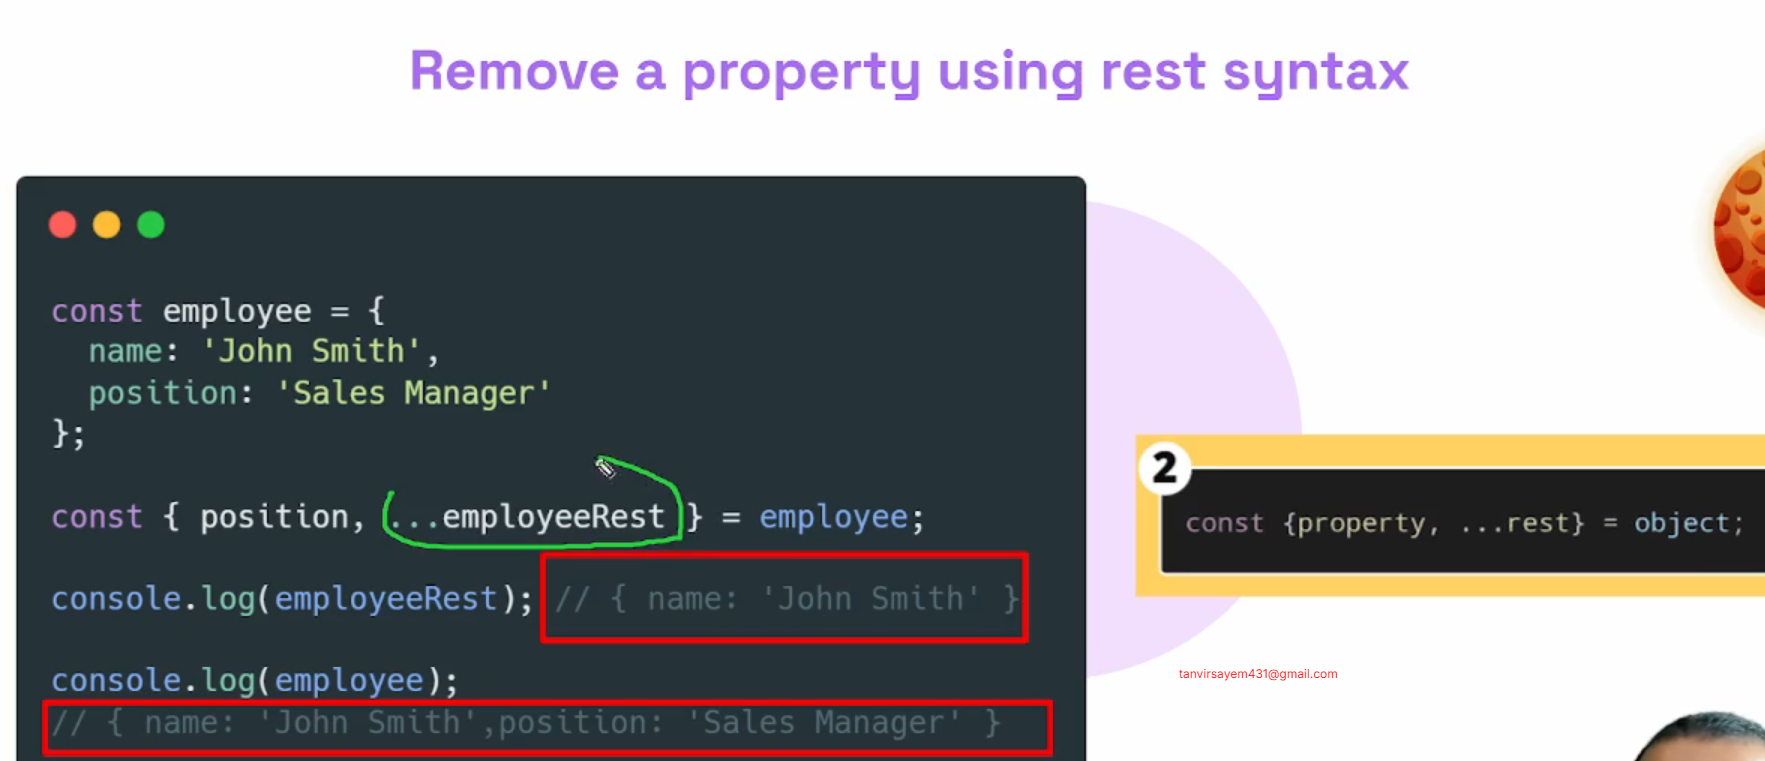 Remove a property using rest syntax
const employee = {
  name: 'John Smith',
  position: 'Sales Manager'
};
const { position, ...employeeRest } = employee;
console.log(employeeRest); // { name: 'John Smith' }
console.log(employee);
// { name: 'John Smith',position: 'Sales Manager' }
2
const {property, ...rest} = object;
tanvirsayem431@gmail.com